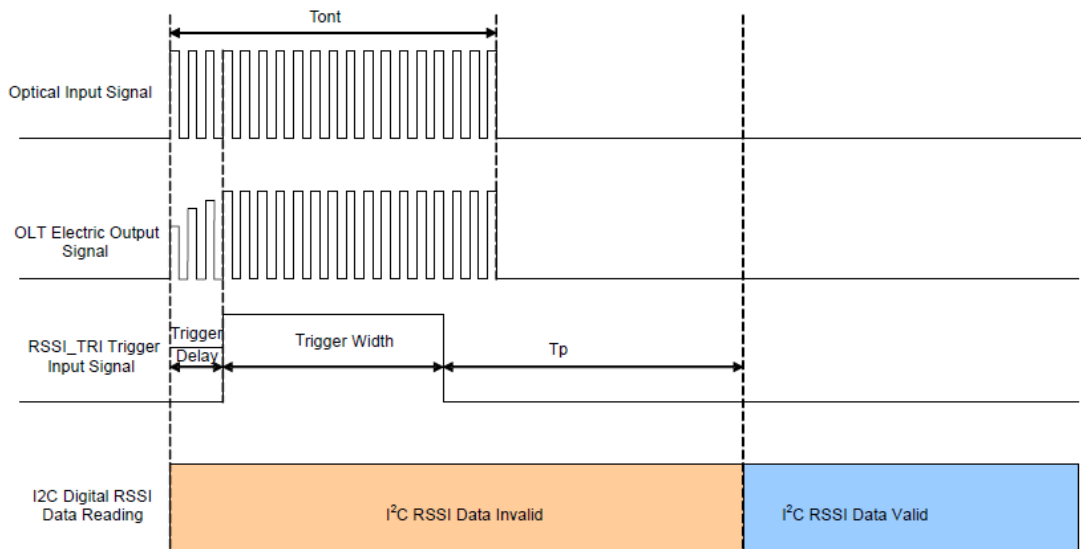 Tont
Optical Input Signal
OLT Electric Output
Signal
Trigger
Delay
Trigger Width
Tp
RSSI_TRI Trigger
Input Signal
I2C Digital RSSI
Data Reading
I²C RSSI Data Invalid
I²C RSSI Data Valid